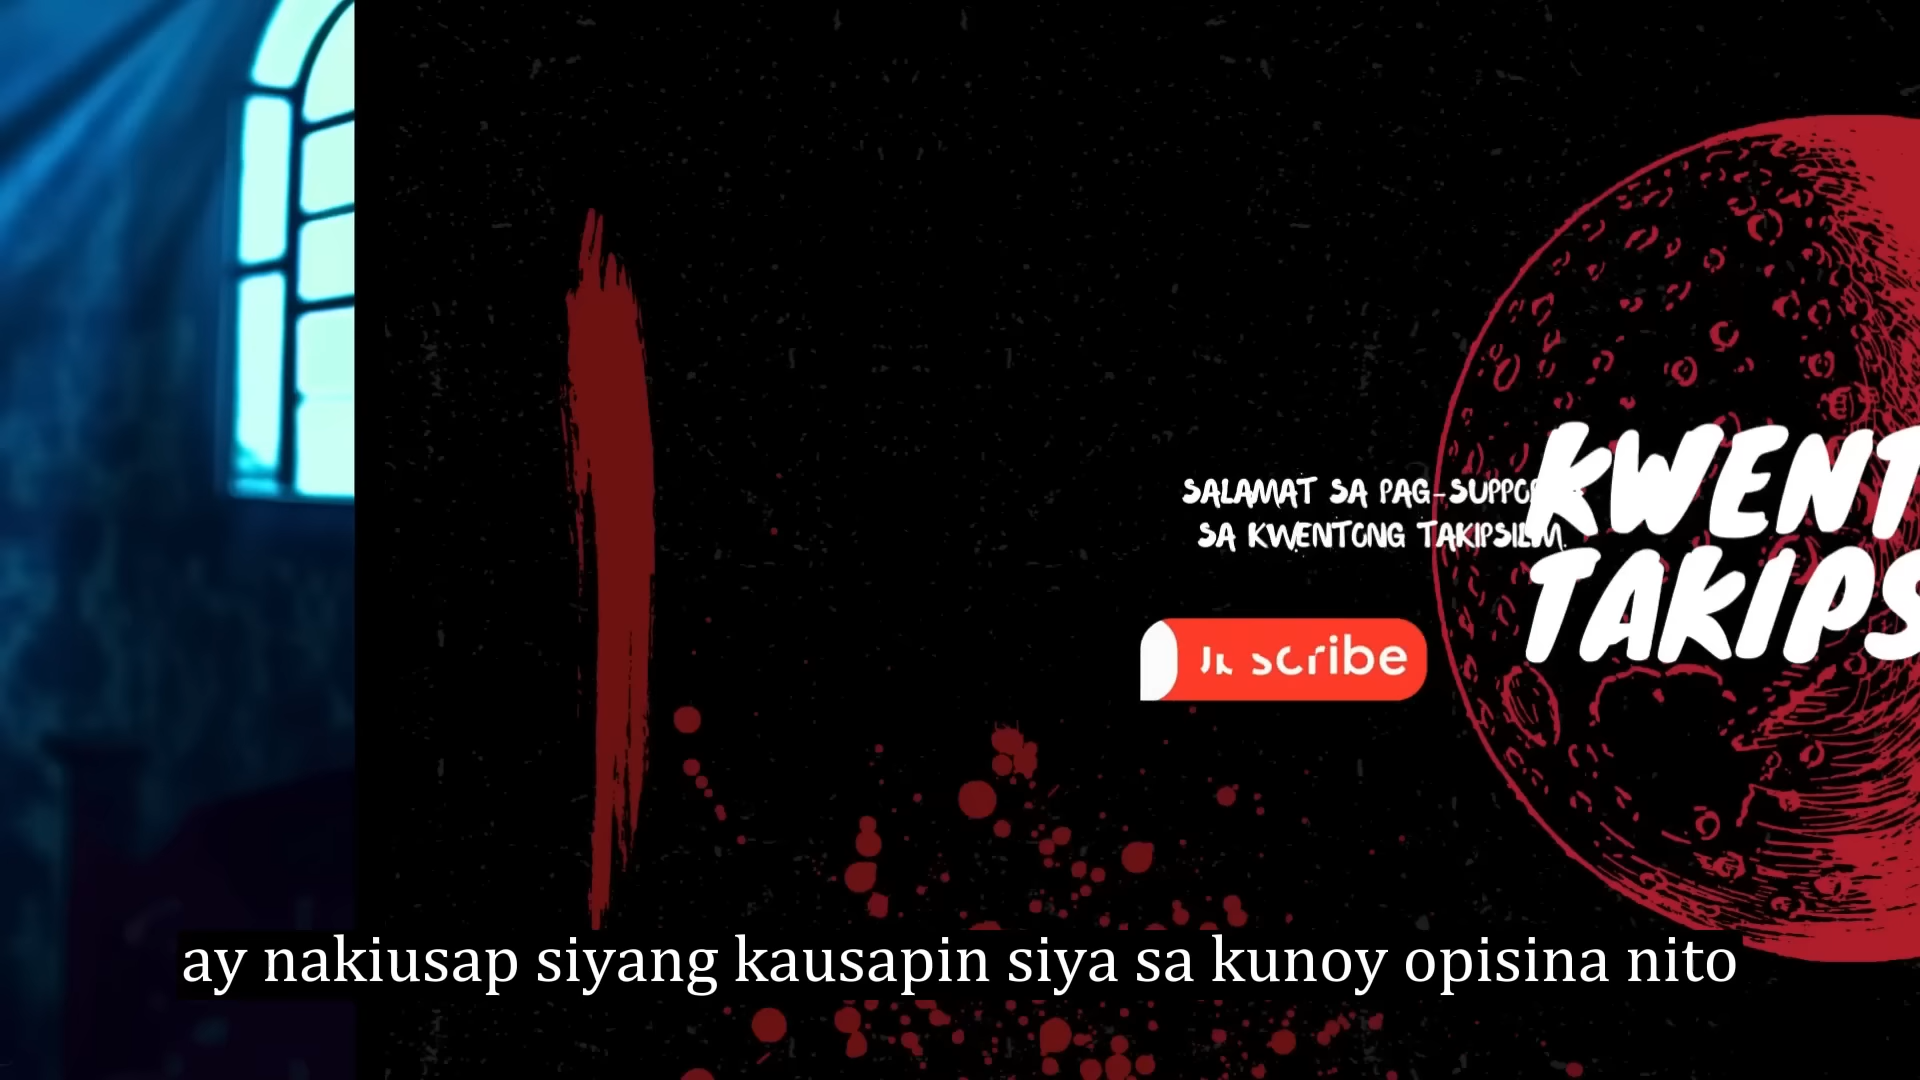 SALAMAT SA PAG-SUPPO
SA KWENTONG TAKIPSILIM.
KWENT
TAKIPS
scribe
ay nakiusap siyang kausapin siya sa kunoy opisina nito